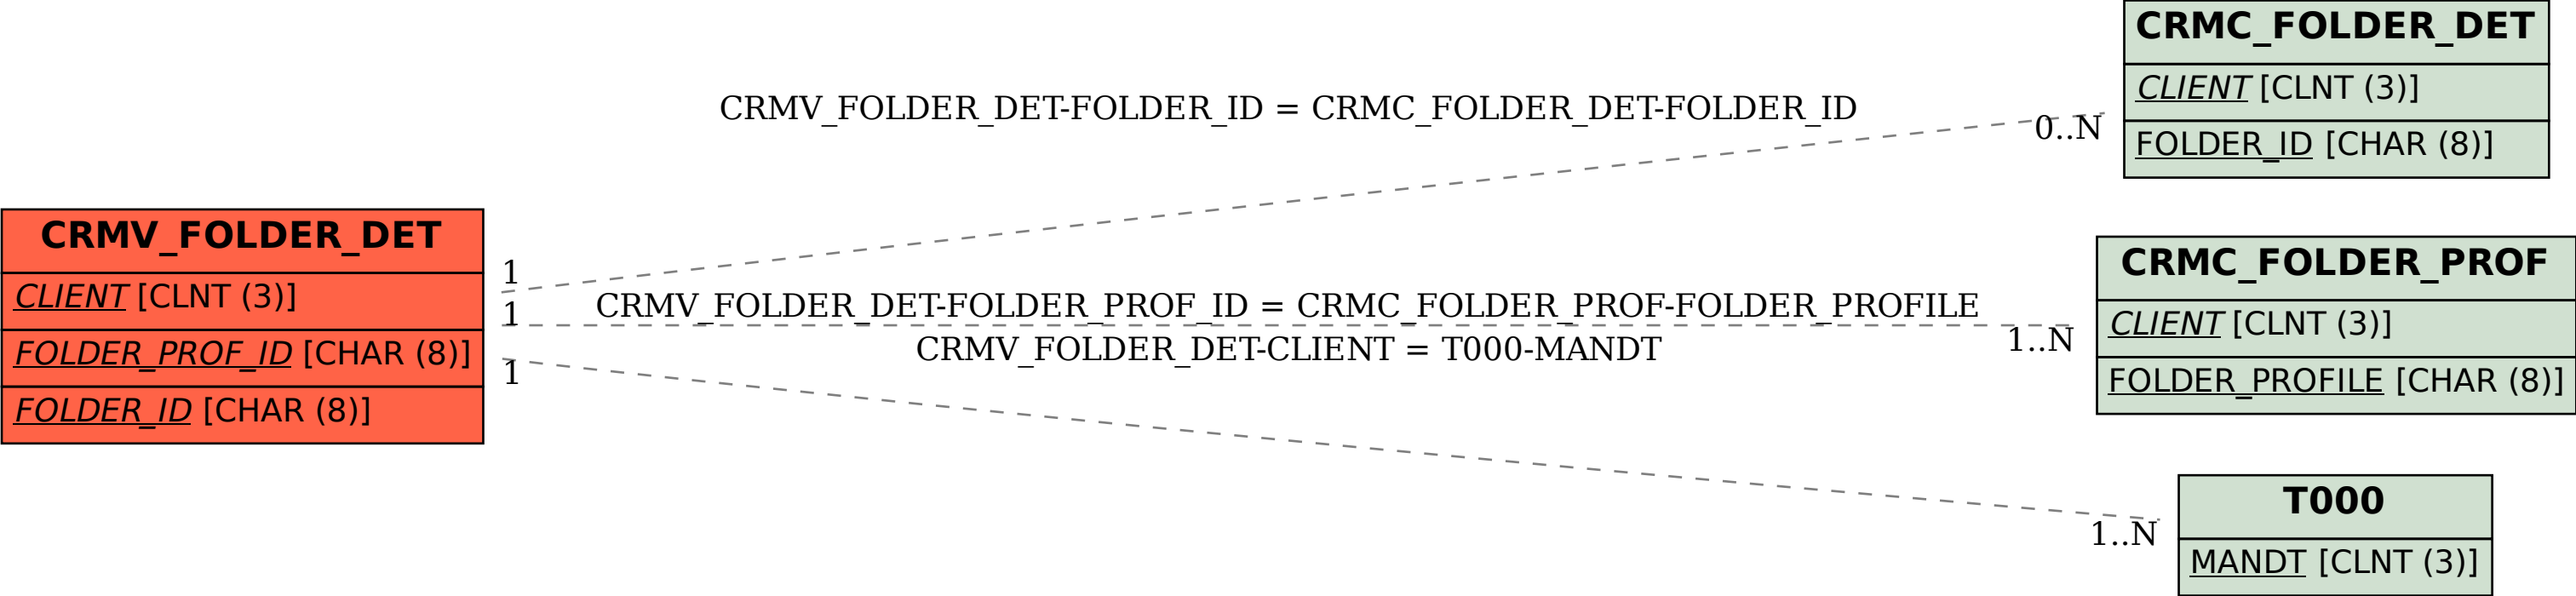 CRMC_FOLDER_DET
CLIENT [CLNT (3)]
FOLDER_ID [CHAR (8)]
CRMV_FOLDER_DET-FOLDER_ID = CRMC_FOLDER_DET-FOLDER_ID
0..N
CRMV_FOLDER_DET
CLIENT [CLNT (3)]
FOLDER_PROF_ID [CHAR (8)]
FOLDER_ID [CHAR (8)]
1
1
CRMV_FOLDER_DET-FOLDER_PROF_ID = CRMC_FOLDER_PROF-FOLDER_PROFILE
1..N
CRMC_FOLDER_PROF
CLIENT [CLNT (3)]
FOLDER_PROFILE [CHAR (8)]
CRMV_FOLDER_DET-CLIENT = T000-MANDT
1
1..N
T000
MANDT [CLNT (3)]